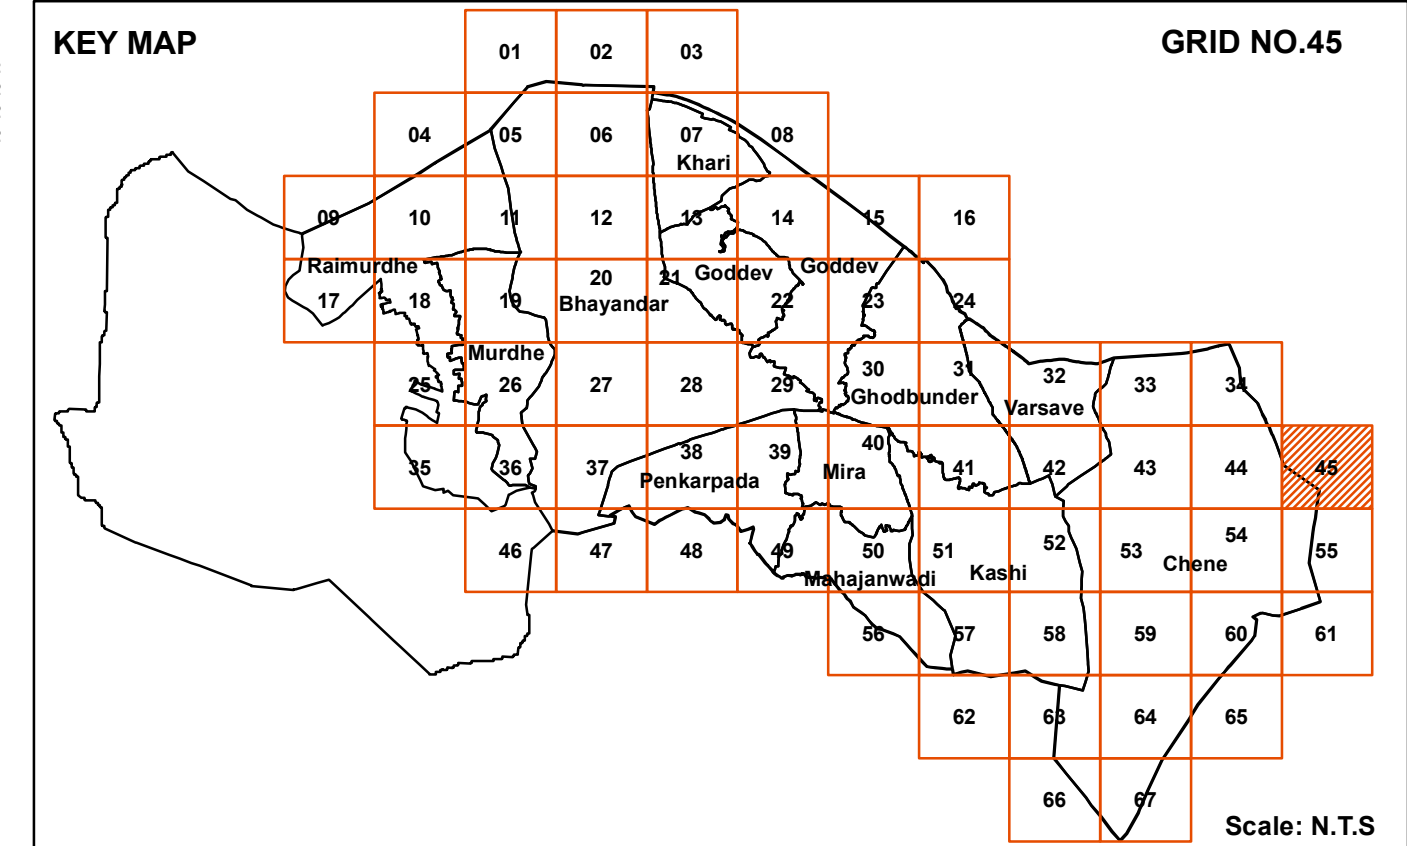 KEY MAP
GRID NO.45
01 02 03
04 05 06 07 08
Khari
09 10 11 12 13 14 15 16
Raimurdhe
Goddev
Goddev
17 18 19 20 21 22 23 24
Bhayandar
Murdhe
25 26 27 28 29 30 31 32 33 34
Ghodbunder
Varsave
35 36 37 38 39 40 41 42 43 44 45
Penkarpada
Mira
46 47 48 49 50 51 52 53 54 55
Mahajanwadi
Kashi
Chene
56 57 58 59 60 61
62 63 64 65
66 67
Scale: N.T.S